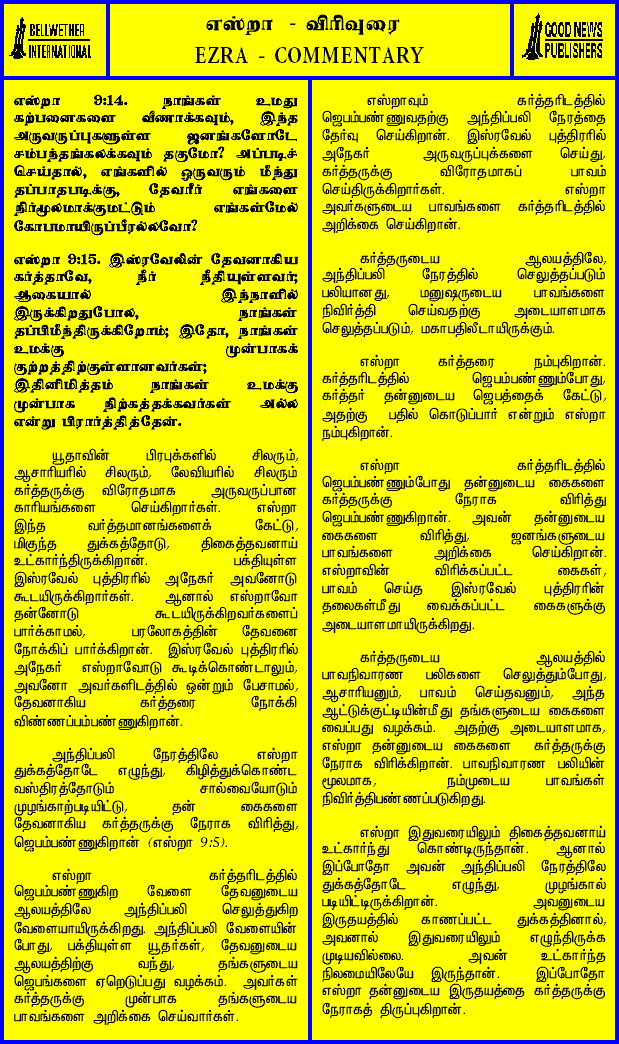 BELLWETHER
INTERNATIONAL
எஸ்றா - விரிவுரை
EZRA - COMMENTARY
GOOD NEWS
PUBLISHERS
எஸ்றா 9:14. நாங்கள் உமது
கற்பனைகளை வீணாக்கவும், இந்த
அருவருப்புகளுள்ள ஜனங்களோடே
சம்பந்தங்கலக்கவும் தகுமோ? அப்படிச்
செய்தால், எங்களில் ஒருவரும் மீந்து
தப்பாதபடிக்கு, தேவரீர் எங்களை
நிர்மூலமாக்குமட்டும் எங்கள்மேல்
கோபமாயிருப்பீரல்லவோ?
எஸ்றா 9:15. இஸ்ரவேலின் தேவனாகிய
கர்த்தாவே, நீர் நீதியுள்ளவர்;
ஆகையால் இந்நாளில்
இருக்கிறதுபோல, நாங்கள்
தப்பிமீந்திருக்கிறோம்; இதோ, நாங்கள்
உமக்கு முன்பாகக்
குற்றத்திற்குள்ளானவர்கள்;
இதினிமித்தம் நாங்கள் உமக்கு
முன்பாக நிற்கத்தக்கவர்கள் அல்ல
என்று பிரார்த்தித்தேன்.
யூதாவின் பிரபுக்களில் சிலரும்,
ஆசாரியரில் சிலரும், லேவியரில் சிலரும்
கர்த்தருக்கு விரோதமாக அருவருப்பான
காரியங்களை செய்கிறார்கள். எஸ்றா
இந்த வர்த்தமானங்களைக் கேட்டு,
மிகுந்த துக்கத்தோடு, திகைத்தவனாய்
உட்கார்ந்திருக்கிறான். பக்தியுள்ள
இஸ்ரவேல் புத்திரரில் அநேகர் அவனோடு
கூடயிருக்கிறார்கள். ஆனால் எஸ்றாவோ
தன்னோடு கூடயிருக்கிறவர்களைப்
பார்க்காமல், பரலோகத்தின் தேவனை
நோக்கிப் பார்க்கிறான். இஸ்ரவேல் புத்திரரில்
அநேகர் எஸ்றாவோடு கூடிக்கொண்டாலும்,
அவனோ அவர்களிடத்தில் ஒன்றும் பேசாமல்,
தேவனாகிய கர்த்தரை நோக்கி
விண்ணப்பம்பண்ணுகிறான்.
அந்திப்பலி நேரத்திலே எஸ்றா
துக்கத்தோடே எழுந்து, கிழித்துக்கொண்ட
வஸ்திரத்தோடும் சால்வையோடும்
முழங்காற்படியிட்டு, தன் கைகளை
தேவனாகிய கர்த்தருக்கு நேராக விரித்து,
ஜெபம்பண்ணுகிறான் (எஸ்றா 9:5).
எஸ்றா கர்த்தரிடத்தில்
ஜெபம்பண்ணுகிற வேளை தேவனுடைய
ஆலயத்திலே அந்திப்பலி செலுத்துகிற
வேளையாயிருக்கிறது. அந்திப்பலி வேளையின்
போது, பக்தியுள்ள யூதர்கள், தேவனுடைய
ஆலயத்திற்கு வந்து, தங்களுடைய
ஜெபங்களை ஏறெடுப்பது வழக்கம். அவர்கள்
கர்த்தருக்கு முன்பாக தங்களுடைய
பாவங்களை அறிக்கை செய்வார்கள்.
எஸ்றாவும் கர்த்தரிடத்தில்
ஜெபம்பண்ணுவதற்கு அந்திப்பலி நேரத்தை
தேர்வு செய்கிறான். இஸ்ரவேல் புத்திரரில்
அநேகர் அருவருப்புக்களை செய்து,
கர்த்தருக்கு விரோதமாகப் பாவம்
செய்திருக்கிறார்கள். எஸ்றா
அவர்களுடைய பாவங்களை கர்த்தரிடத்தில்
அறிக்கை செய்கிறான்.
கர்த்தருடைய ஆலயத்திலே,
அந்திப்பலி நேரத்தில் செலுத்தப்படும்
பலியானது, மனுஷருடைய பாவங்களை
நிவிர்த்தி செய்வதற்கு அடையாளமாக
செலுத்தப்படும், மகாபதிலீடாயிருக்கும்.
எஸ்றா கர்த்தரை நம்புகிறான்.
கர்த்தரிடத்தில் ஜெபம்பண்ணும்போது,
கர்த்தர் தன்னுடைய ஜெபத்தைக் கேட்டு,
அதற்கு பதில் கொடுப்பார் என்றும் எஸ்றா
நம்புகிறான்.
எஸ்றா கர்த்தரிடத்தில்
ஜெபம்பண்ணும்போது தன்னுடைய கைகளை
கர்த்தருக்கு நேராக விரித்து
ஜெபம்பண்ணுகிறான். அவன் தன்னுடைய
கைகளை விரித்து, ஜனங்களுடைய
பாவங்களை அறிக்கை செய்கிறான்.
எஸ்றாவின் விரிக்கப்பட்ட கைகள்,
பாவம் செய்த இஸ்ரவேல் புத்திரரின்
தலைகள்மீது வைக்கப்பட்ட கைகளுக்கு
அடையாளமாயிருக்கிறது.
கர்த்தருடைய ஆலயத்தில்
பாவநிவாரண பலிகளை செலுத்தும்போது,
ஆசாரியனும், பாவம் செய்தவனும், அந்த
ஆட்டுக்குட்டியின்மீது தங்களுடைய கைகளை
வைப்பது வழக்கம். அதற்கு அடையாளமாக,
எஸ்றா தன்னுடைய கைகளை கர்த்தருக்கு
நேராக விரிக்கிறான். பாவநிவாரண பலியின்
மூலமாக, நம்முடைய பாவங்கள்
நிவிர்த்திபண்ணப்படுகிறது.
எஸ்றா இதுவரையிலும் திகைத்தவனாய்
உட்கார்ந்து கொண்டிருந்தான். ஆனால்
இப்போதோ அவன் அந்திப்பலி நேரத்திலே
துக்கத்தோடே எழுந்து, முழங்கால்
படியிட்டிருக்கிறான். அவனுடைய
இருதயத்தில் காணப்பட்ட துக்கத்தினால்,
அவனால் இதுவரையிலும் எழுந்திருக்க
முடியவில்லை. அவன் உட்கார்ந்த
நிலமையிலேயே இருந்தான். இப்போதோ
எஸ்றா தன்னுடைய இருதயத்தை கர்த்தருக்கு
நேராகத் திருப்புகிறான்.